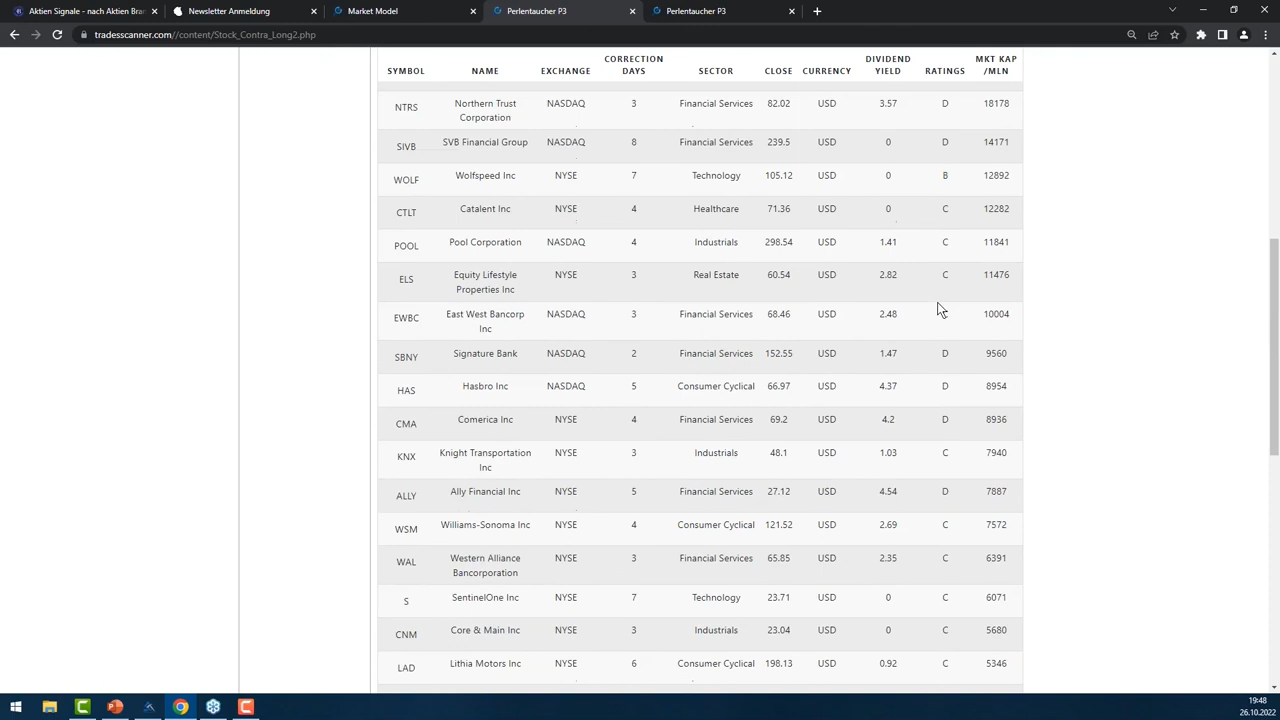 Aktien Signale - nach Aktien Bran
Newsletter Anmeldung
Market Model
Perlentaucher P3
Perlentaucher P3
tradesscanner.com//content/Stock_Contra_Long2.php
SYMBOL NAME EXCHANGE CORRECTION DAYS SECTOR CLOSE CURRENCY DIVIDEND YIELD RATINGS MKT KAP /MLN
NTRS Northern Trust Corporation NASDAQ 3 Financial Services 82.02 USD 3.57 D 18178
SIVB SVB Financial Group NASDAQ 8 Financial Services 239.5 USD 0 D 14171
WOLF Wolfspeed Inc NYSE 7 Technology 105.12 USD 0 B 12892
CTLT Catalent Inc NYSE 4 Healthcare 71.36 USD 0 C 12282
POOL Pool Corporation NASDAQ 4 Industrials 298.54 USD 1.41 C 11841
ELS Equity Lifestyle Properties Inc NYSE 3 Real Estate 60.54 USD 2.82 C 11476
EWBC East West Bancorp Inc NASDAQ 3 Financial Services 68.46 USD 2.48 C 10004
SBNY Signature Bank NASDAQ 2 Financial Services 152.55 USD 1.47 D 9560
HAS Hasbro Inc NASDAQ 5 Consumer Cyclical 66.97 USD 4.37 D 8954
CMA Comerica Inc NYSE 4 Financial Services 69.2 USD 4.2 D 8936
KNX Knight Transportation Inc NYSE 3 Industrials 48.1 USD 1.03 C 7940
ALLY Ally Financial Inc NYSE 5 Financial Services 27.12 USD 4.54 D 7887
WSM Williams-Sonoma Inc NYSE 4 Consumer Cyclical 121.52 USD 2.69 C 7572
WAL Western Alliance Bancorporation NYSE 3 Financial Services 65.85 USD 2.35 C 6391
S SentinelOne Inc NYSE 7 Technology 23.71 USD 0 C 6071
CNM Core & Main Inc NYSE 3 Industrials 23.04 USD 0 C 5680
LAD Lithia Motors Inc NYSE 6 Consumer Cyclical 198.13 USD 0.92 C 5346
19:48
26.10.2022